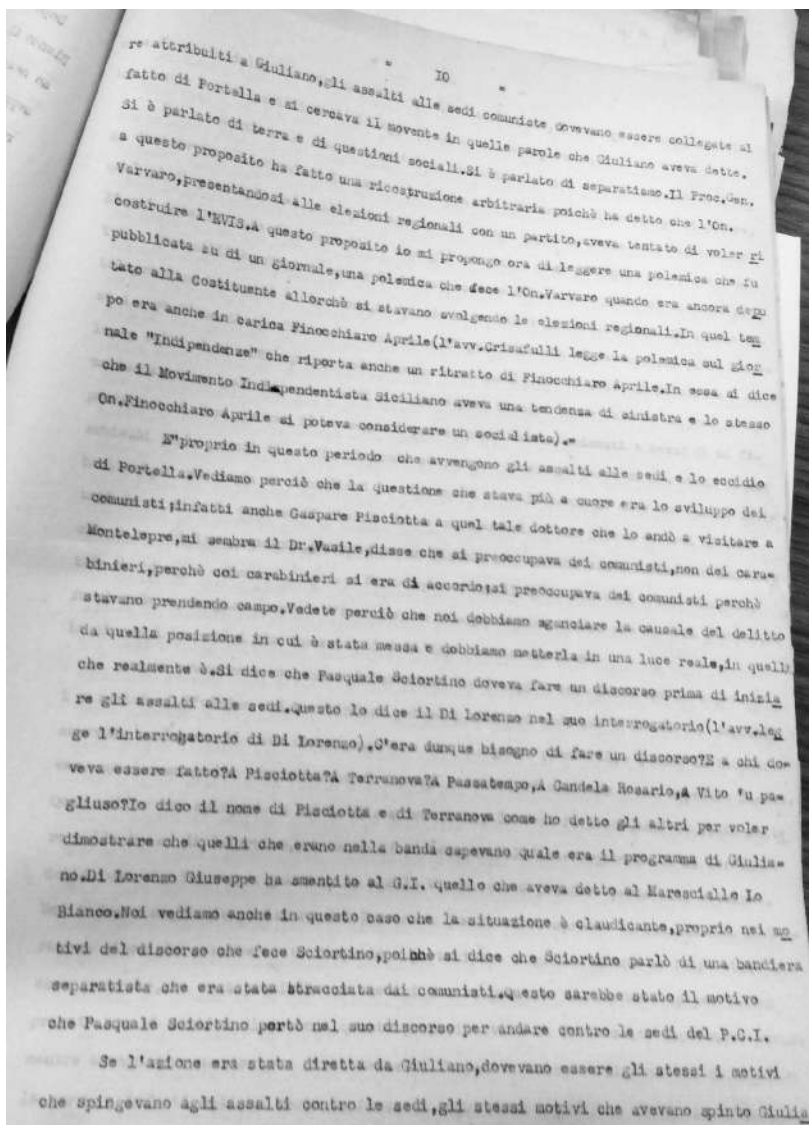 " 10 "
re attribuiti a Giuliano,gli assalti alle sedi comuniste dovevano essere collegate al
fatto di Portella e si cercava il movente in quelle parole che Giuliano aveva dette.
Si è parlato di terra e di questioni sociali.Si è parlato di separatismo.Il Proc.Gen.
a questo proposito ha fatto una ricostruzione arbitraria poichè ha detto che l'On.
Varvaro,presentandosi alle elezioni regionali con un partito,aveva tentato di voler ri
costruire l'EVIS.A questo proposito io mi propongo ora di leggere una polemica che fu
pubblicata su di un giornale,una polemica che fece l'On.Varvaro quando era ancora depu
tato alla Costituente allorchè si stavano svolgendo le elezioni regionali.In quel tem
po era anche in carica Finocchiaro Aprile(l'avv.Crisafulli legge la polemica sul gior
nale "Indipendenze" che riporta anche un ritratto di Finocchiaro Aprile.In essa si dice
che il Movimento Indipendentista Siciliano aveva una tendenza di sinistra e lo stesso
On.Finocchiaro Aprile si poteva considerare un socialista).=
E"proprio in questo periodo che avvengono gli assalti alle sedi e lo eccidio
di Portella.Vediamo perciò che la questione che stava più a cuore era lo sviluppo dei
comunisti;infatti anche Gaspare Pisciotta a quel tale dottore che lo andò a visitare a
Montelepre,mi sembra il Dr.Vasile,disse che si preoccupava dei comunisti,non dei cara=
binieri,perchè coi carabinieri si era di accordo;si preoccupava dei comunisti perchè
stavano prendendo campo.Vedete perciò che noi dobbiamo sganciare la causale del delitto
da quella posizione in cui è stata messa e dobbiamo metterla in una luce reale,in quell
che realmente è.Si dice che Pasquale Sciortino doveva fare un discorso prima di inizia
re gli assalti alle sedi.Questo lo dice il Di Lorenzo nel suo interrogatorio(l'avv.leg
ge l'interrogatorio di Di Lorenzo).C'era dunque bisogno di fare un discorso?E a chi do=
veva essere fatto?A Pisciotta?A Terranova?A Passatempo,A Candela Rosario,A Vito 'u pa=
gliuso?Io dico il nome di Pisciotta e di Terranova come ho detto gli altri per voler
dimostrare che quelli che erano nella banda sapevano quale era il programma di Giulia=
no.Di Lorenzo Giuseppe ha smentito al G.I. quello che aveva detto al Maresciallo Lo
Bianco.Noi vediamo anche in questo caso che la situazione è claudicante,proprio nei mo
tivi del discorso che fece Sciortino,poichè si dice che Sciortino parlò di una bandiera
separatista che era stata stracciata dai comunisti.Questo sarebbe stato il motivo
che Pasquale Sciortino portò nel suo discorso per andare contro le sedi del P.C.I.
Se l'azione era stata diretta da Giuliano,dovevano essere gli stessi i motivi
che spingevano agli assalti contro le sedi,gli stessi motivi che avevano spinto Giulia